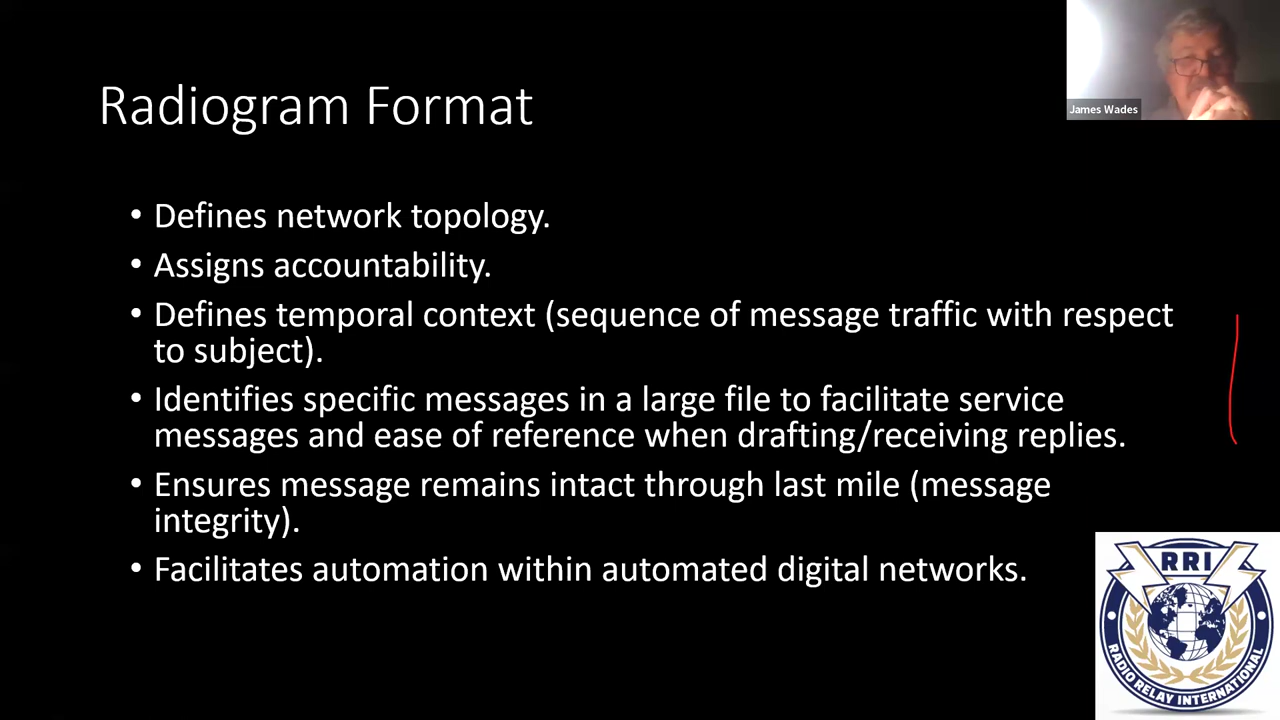 Radiogram Format
James Wades
• Defines network topology.
• Assigns accountability.
• Defines temporal context (sequence of message traffic with respect
to subject).
• Identifies specific messages in a large file to facilitate service
messages and ease of reference when drafting/receiving replies.
• Ensures message remains intact through last mile (message
integrity).
• Facilitates automation within automated digital networks.
RRI
RADIO RELAY INTERNATIONAL